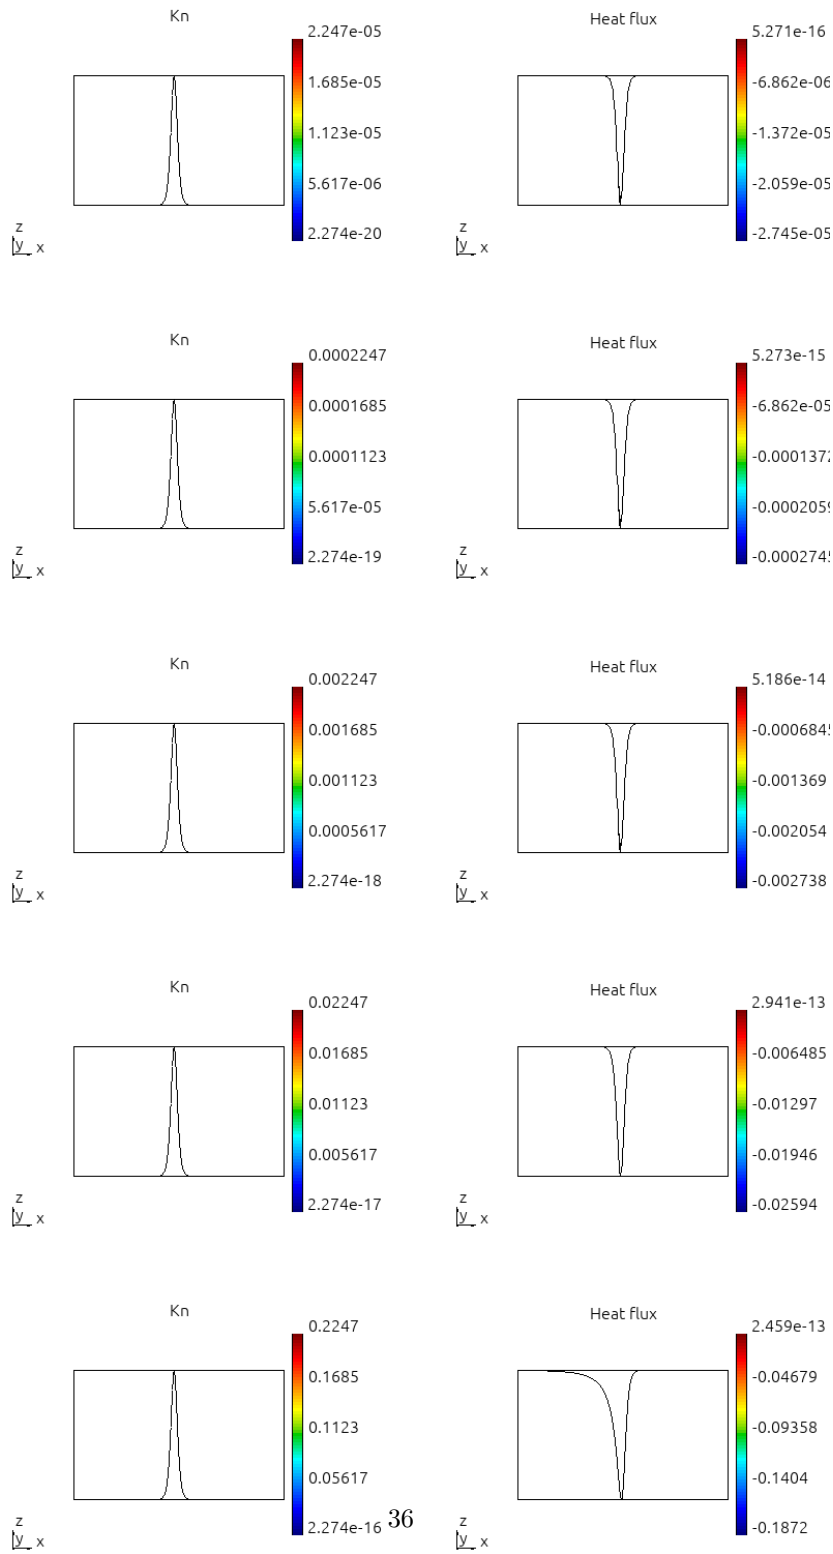 Kn
2.247e-05
1.685e-05
1.123e-05
5.617e-06
2.274e-20
z
y x
Heat flux
5.271e-16
-6.862e-06
-1.372e-05
-2.059e-05
-2.745e-05
z
y x
Kn
0.0002247
0.0001685
0.0001123
5.617e-05
2.274e-19
z
y x
Heat flux
5.273e-15
-6.862e-05
-0.0001372
-0.0002059
-0.0002745
z
y x
Kn
0.002247
0.001685
0.001123
0.0005617
2.274e-18
z
y x
Heat flux
5.186e-14
-0.0006845
-0.001369
-0.002054
-0.002738
z
y x
Kn
0.02247
0.01685
0.01123
0.005617
2.274e-17
z
y x
Heat flux
2.941e-13
-0.006485
-0.01297
-0.01946
-0.02594
z
y x
Kn
0.2247
0.1685
0.1123
0.05617
2.274e-16
z
y x
Heat flux
2.459e-13
-0.04679
-0.09358
-0.1404
-0.1872
z
y x
36